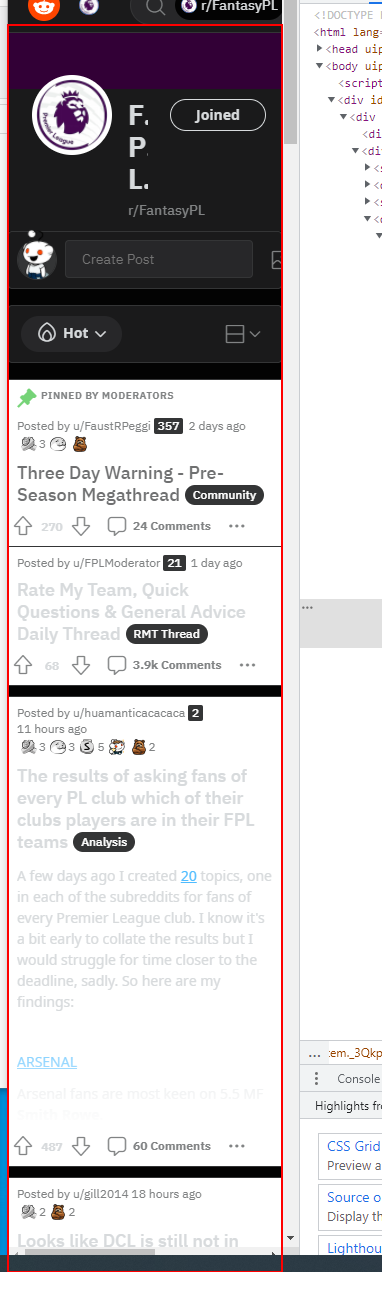 r/FantasyPL
<!DOCTYPE
<html lang=
<head uip
<body uip
<script
<div id
<div
<di
<di
Premier League
F.
P.
L.
Joined
r/FantasyPL
Create Post
Hot
PINNED BY MODERATORS
Posted by u/FaustRPeggi 357 2 days ago
3
Three Day Warning - Pre-
Season Megathread Community
270 24 Comments ...
Posted by u/FPLModerator 21 1 day ago
Rate My Team, Quick
Questions & General Advice
Daily Thread RMT Thread
68 3.9k Comments ...
Posted by u/huamanticacacaca 2
11 hours ago
3 3 S 5 2
The results of asking fans of
every PL club which of their
clubs players are in their FPL
teams Analysis
A few days ago I created 20 topics, one
in each of the subreddits for fans of
every Premier League club. I know it's
a bit early to collate the results but I
would struggle for time closer to the
deadline, sadly. So here are my
findings:
ARSENAL
Arsenal fans are most keen on 5.5 MF
Smith Rowe.
487 60 Comments ...
Posted by u/gill2014 18 hours ago
2 2
Looks like DCL is still not in
...
... tem._3Qkp
Console
Highlights fr
CSS Grid
Preview a
Source o
Display th
Lighthou